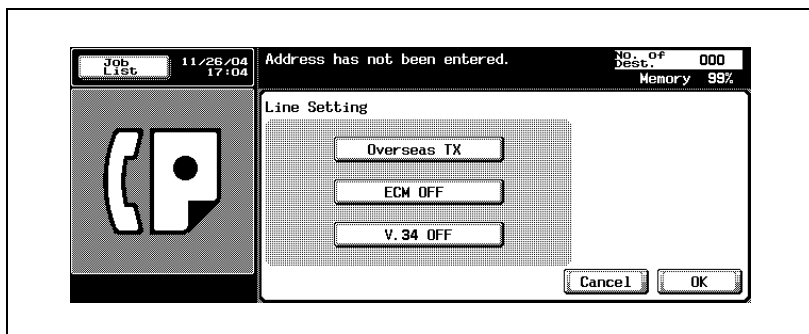 Job List
11/26/04
17:04
Address has not been entered.
No. of Dest.
000
Memory 99%
Line Setting
Overseas TX
ECM OFF
V.34 OFF
Cancel
OK